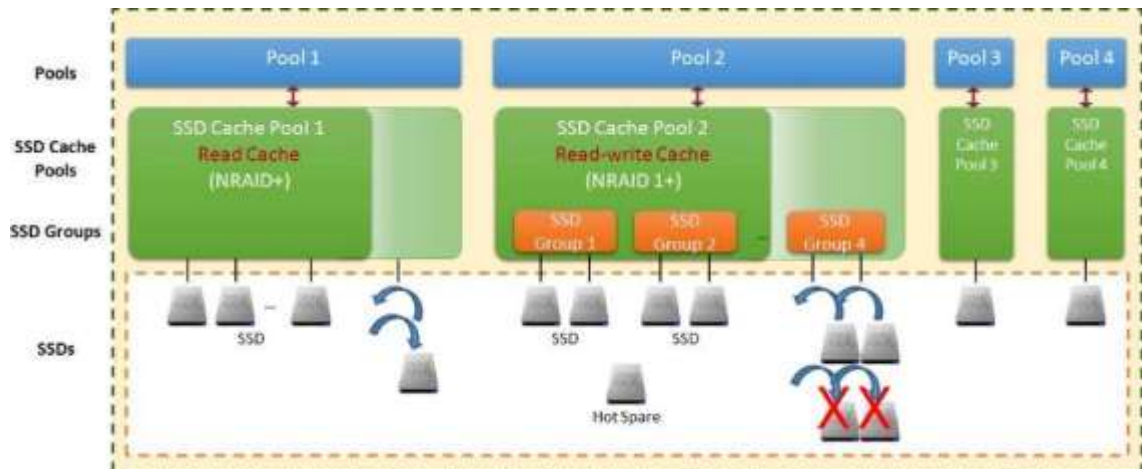 Pools
Pool 1
Pool 2
Pool 3
Pool 4
SSD Cache
Pools
SSD Cache Pool 1
Read Cache
(NRAID+)
SSD Cache Pool 2
Read-write Cache
(NRAID 1+)
SSD
Cache
Pool 3
SSD
Cache
Pool 4
SSD Groups
SSD
Group 1
SSD
Group 2
...
SSD
Group 4
SSDs
...
SSD
SSD
SSD
Hot Spare
X X